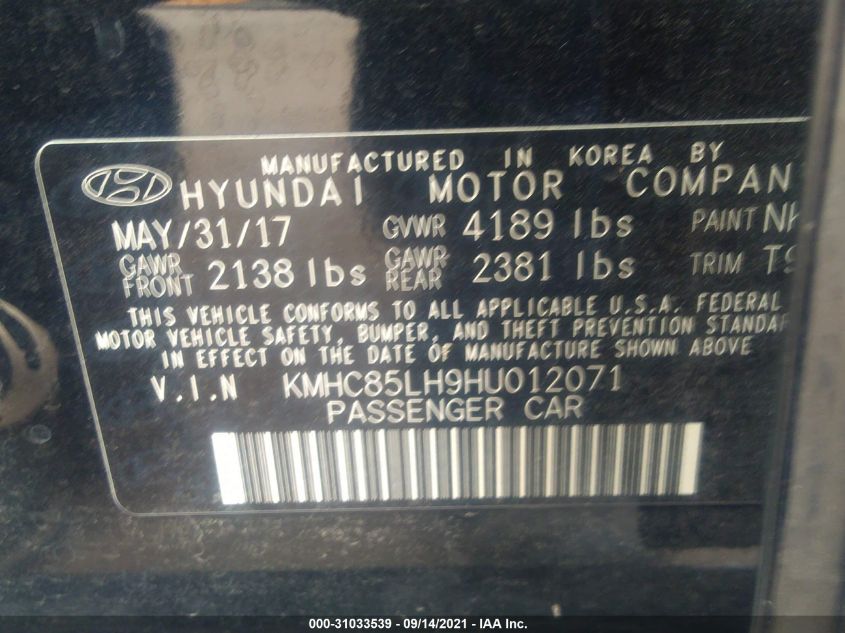 MANUFACTURED IN KOREA BY
HYUNDAI MOTOR COMPAN
MAY/31/17 GVWR 4189 lbs PAINT
GAWR FRONT 2138 lbs GAWR REAR 2381 lbs TRIM T9
THIS VEHICLE CONFORMS TO ALL APPLICABLE U.S.A. FEDERAL
MOTOR VEHICLE SAFETY, BUMPER, AND THEFT PREVENTION STANDA
IN EFFECT ON THE DATE OF MANUFACTURE SHOWN ABOVE
V.I.N KMHC85LH9HU012071
PASSENGER CAR
000-31033539 - 09/14/2021 - IAA Inc.